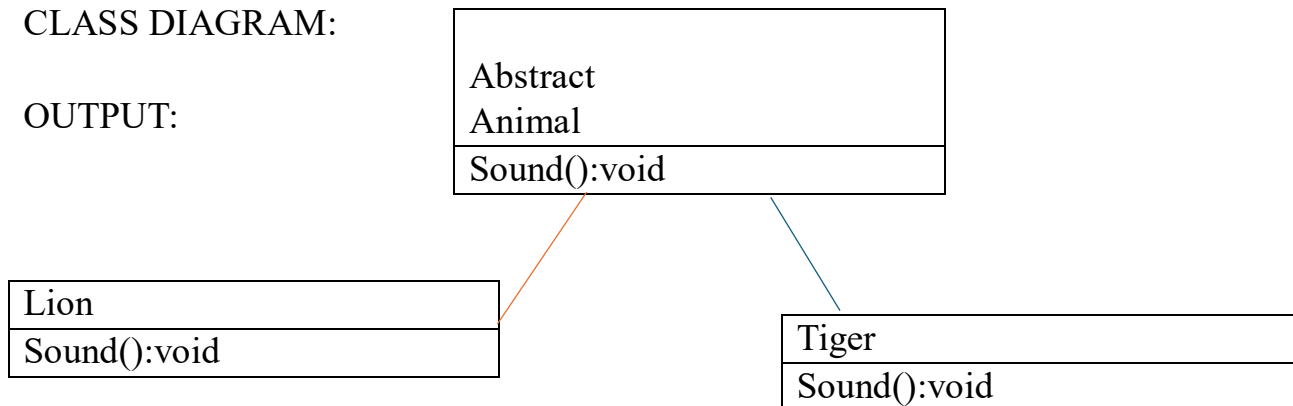 CLASS DIAGRAM:
OUTPUT:
Abstract
Animal
Sound():void
Lion
Sound():void
Tiger
Sound():void